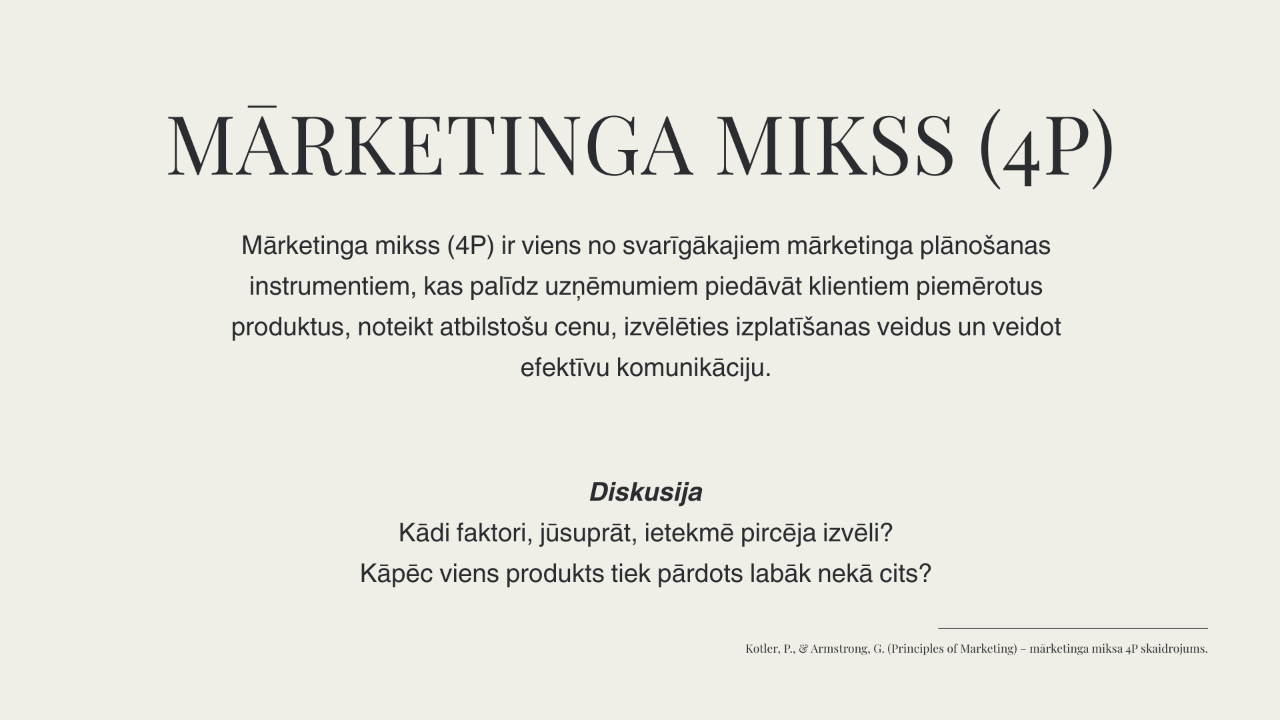 MĀRKETINGA MIKSS (4P)
Mārketinga mikss (4P) ir viens no svarīgākajiem mārketinga plānošanas
instrumentiem, kas palīdz uzņēmumiem piedāvāt klientiem piemērotus
produktus, noteikt atbilstošu cenu, izvēlēties izplatīšanas veidus un veidot
efektīvu komunikāciju.
Diskusija
Kādi faktori, jūsuprāt, ietekmē pircēja izvēli?
Kāpēc viens produkts tiek pārdots labāk nekā cits?
Kotler, P., & Armstrong, G. (Principles of Marketing) – mārketinga miksa 4P skaidrojums.